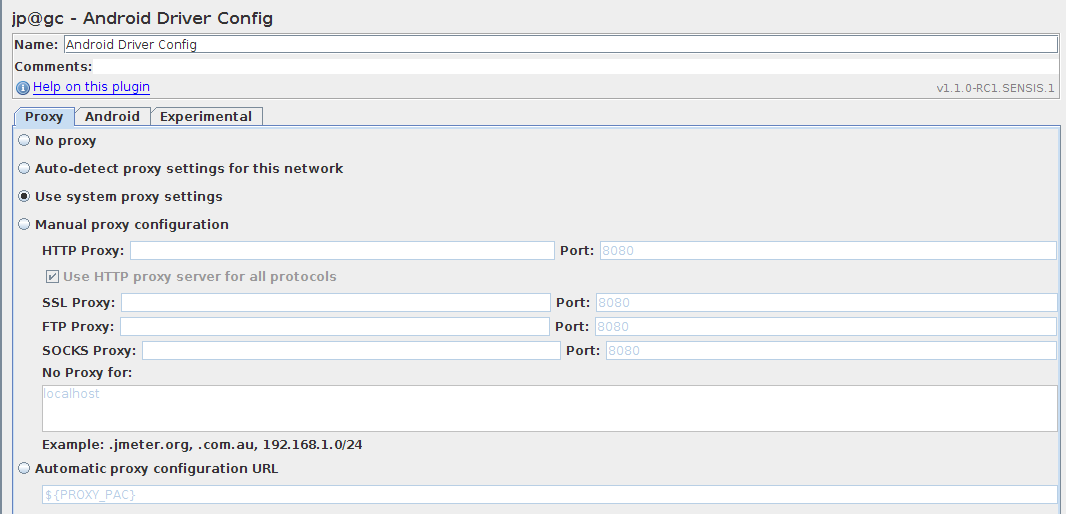 jp@gc - Android Driver Config
Name: Android Driver Config
Comments:
Help on this plugin v1.1.0-RC1.SENSIS.1
Proxy Android Experimental
No proxy
Auto-detect proxy settings for this network
Use system proxy settings
Manual proxy configuration
HTTP Proxy: Port: 8080
Use HTTP proxy server for all protocols
SSL Proxy: Port: 8080
FTP Proxy: Port: 8080
SOCKS Proxy: Port: 8080
No Proxy for:
localhost
Example: .jmeter.org, .com.au, 192.168.1.0/24
Automatic proxy configuration URL
${PROXY_PAC}